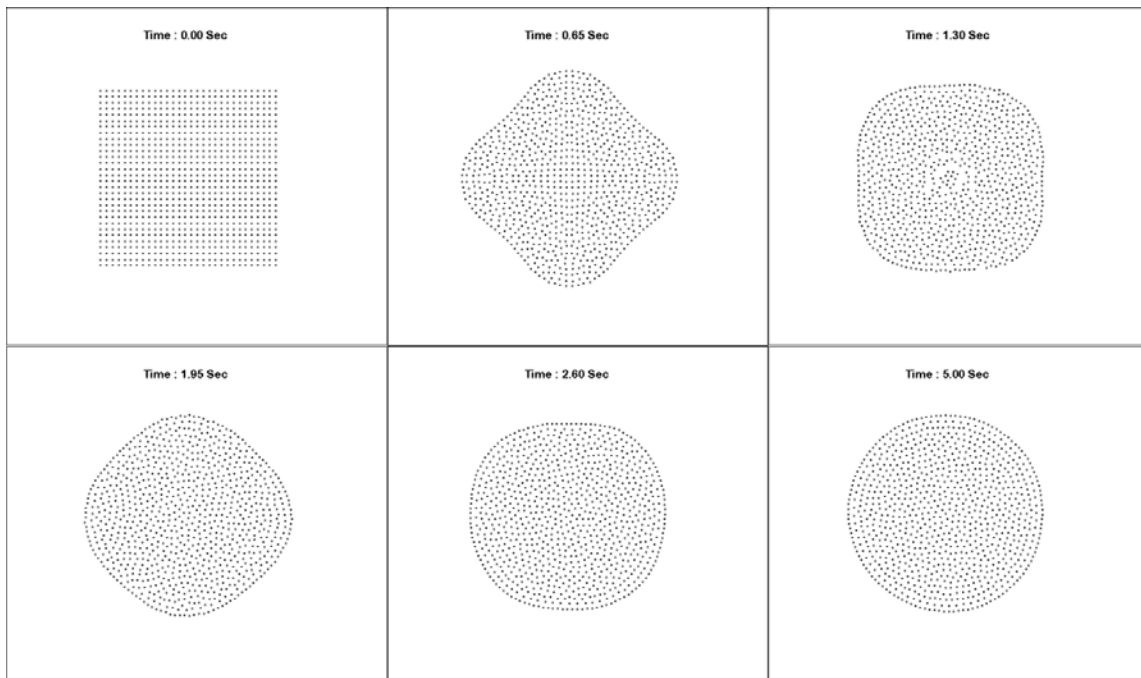 Time : 0.00 Sec
Time : 0.65 Sec
Time : 1.30 Sec
Time : 1.95 Sec
Time : 2.60 Sec
Time : 5.00 Sec